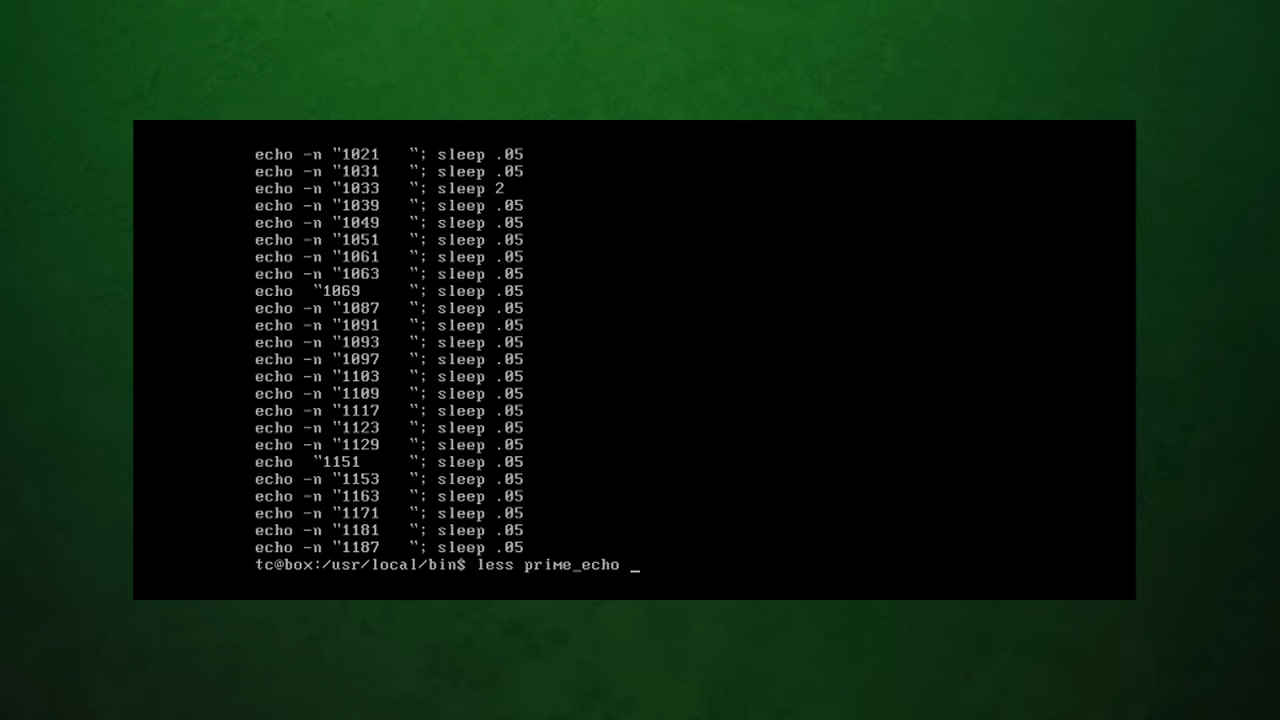 echo -n "1021   "; sleep .05
echo -n "1031   "; sleep .05
echo -n "1033   "; sleep 2
echo -n "1039   "; sleep .05
echo -n "1049   "; sleep .05
echo -n "1051   "; sleep .05
echo -n "1061   "; sleep .05
echo -n "1063   "; sleep .05
echo  "1069     "; sleep .05
echo -n "1087   "; sleep .05
echo -n "1091   "; sleep .05
echo -n "1093   "; sleep .05
echo -n "1097   "; sleep .05
echo -n "1103   "; sleep .05
echo -n "1109   "; sleep .05
echo -n "1117   "; sleep .05
echo -n "1123   "; sleep .05
echo -n "1129   "; sleep .05
echo  "1151     "; sleep .05
echo -n "1153   "; sleep .05
echo -n "1163   "; sleep .05
echo -n "1171   "; sleep .05
echo -n "1181   "; sleep .05
echo -n "1187   "; sleep .05
tc@box:/usr/local/bin$ less prime_echo _